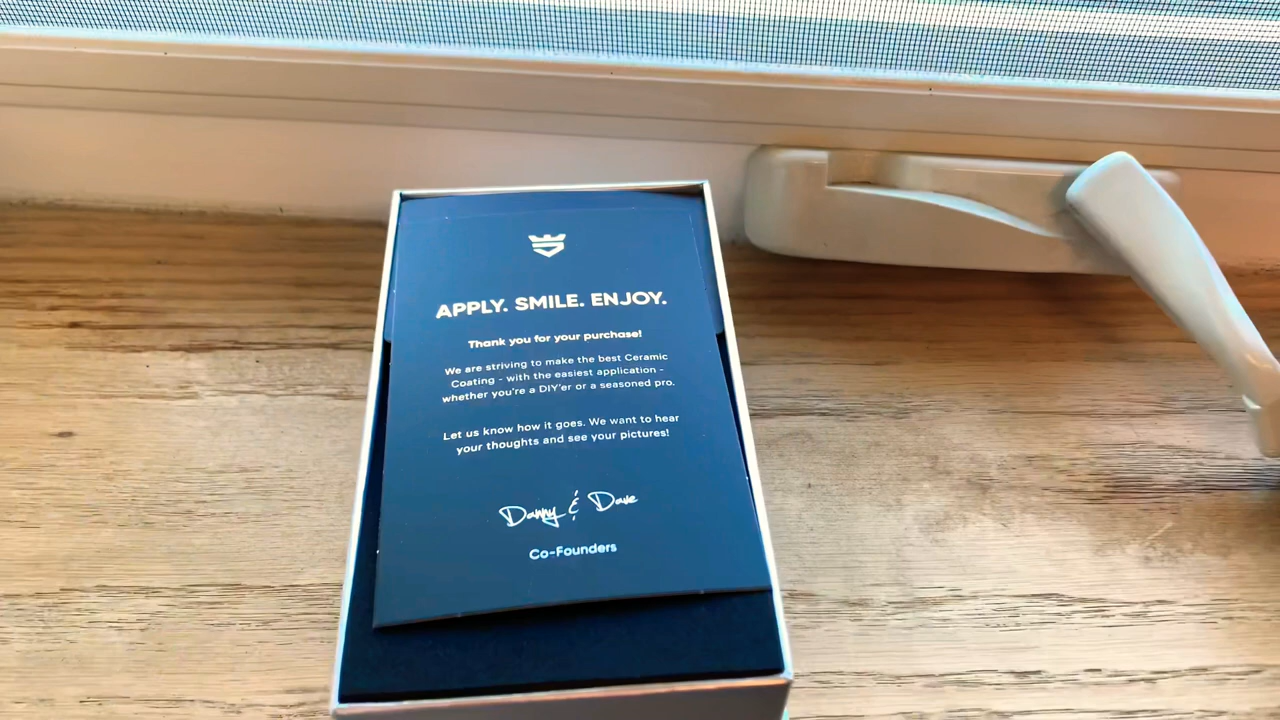 APPLY. SMILE. ENJOY.
Thank you for your purchase!
We are striving to make the best Ceramic
Coating - with the easiest application -
whether you're a DIY'er or a seasoned pro.
Let us know how it goes. We want to hear
your thoughts and see your pictures!
Danny & Dave
Co-Founders